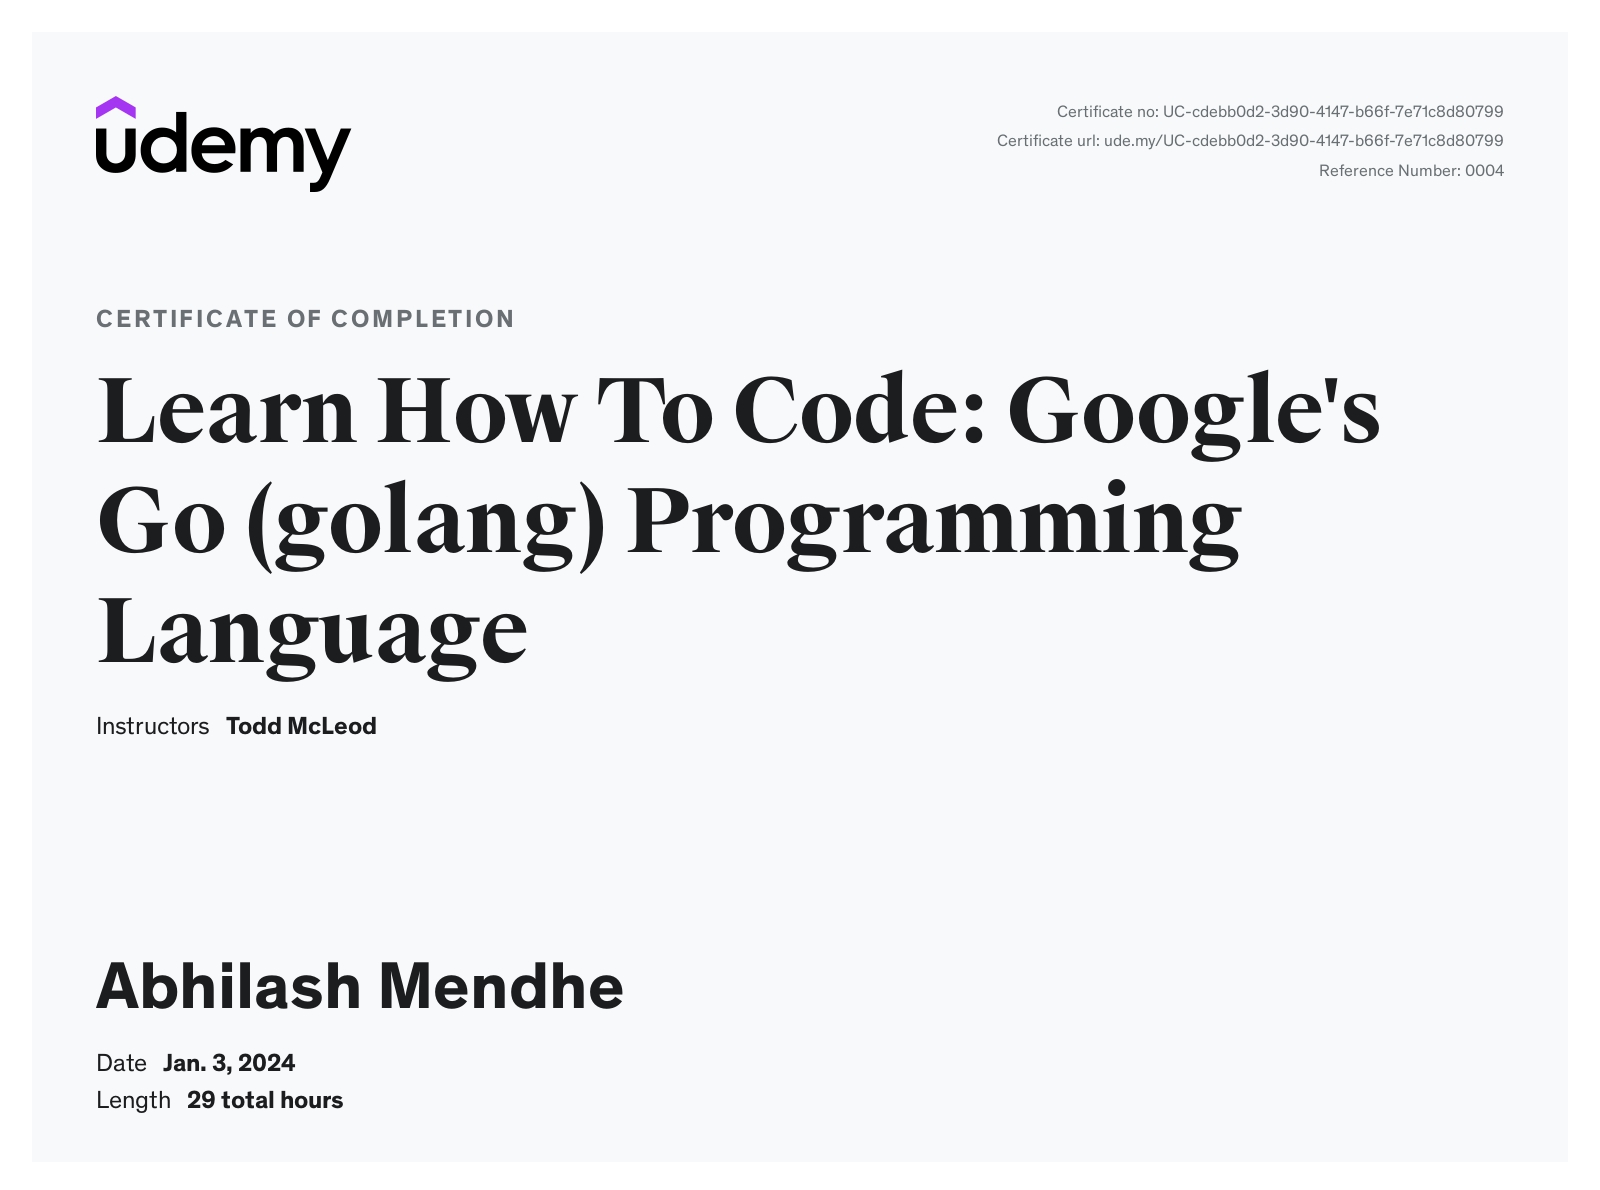 udemy
Certificate no: UC-cdebb0d2-3d90-4147-b66f-7e71c8d80799
Certificate url: ude.my/UC-cdebb0d2-3d90-4147-b66f-7e71c8d80799
Reference Number: 0004
CERTIFICATE OF COMPLETION
Learn How To Code: Google's
Go (golang) Programming
Language
Instructors Todd McLeod
Abhilash Mendhe
Date Jan. 3, 2024
Length 29 total hours